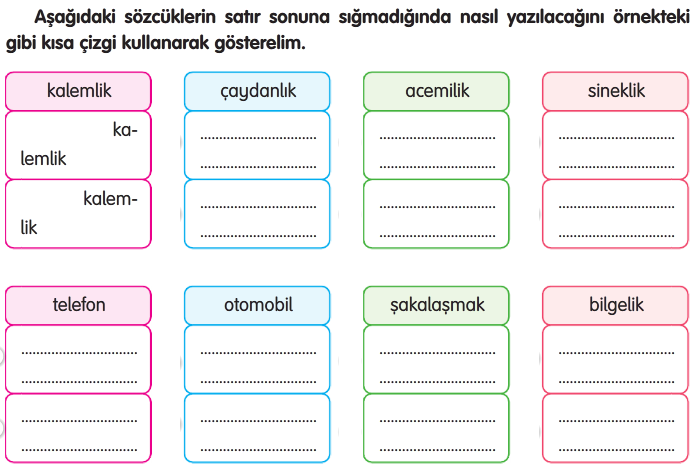 Aşağıdaki sözcüklerin satır sonuna sığmadığında nasıl yazılacağını örnekteki
gibi kısa çizgi kullanarak gösterelim.
kalemlik
ka-
lemlik
kalem-
lik
çaydanlık
acemilik
sineklik
telefon
otomobil
şakalaşmak
bilgelik